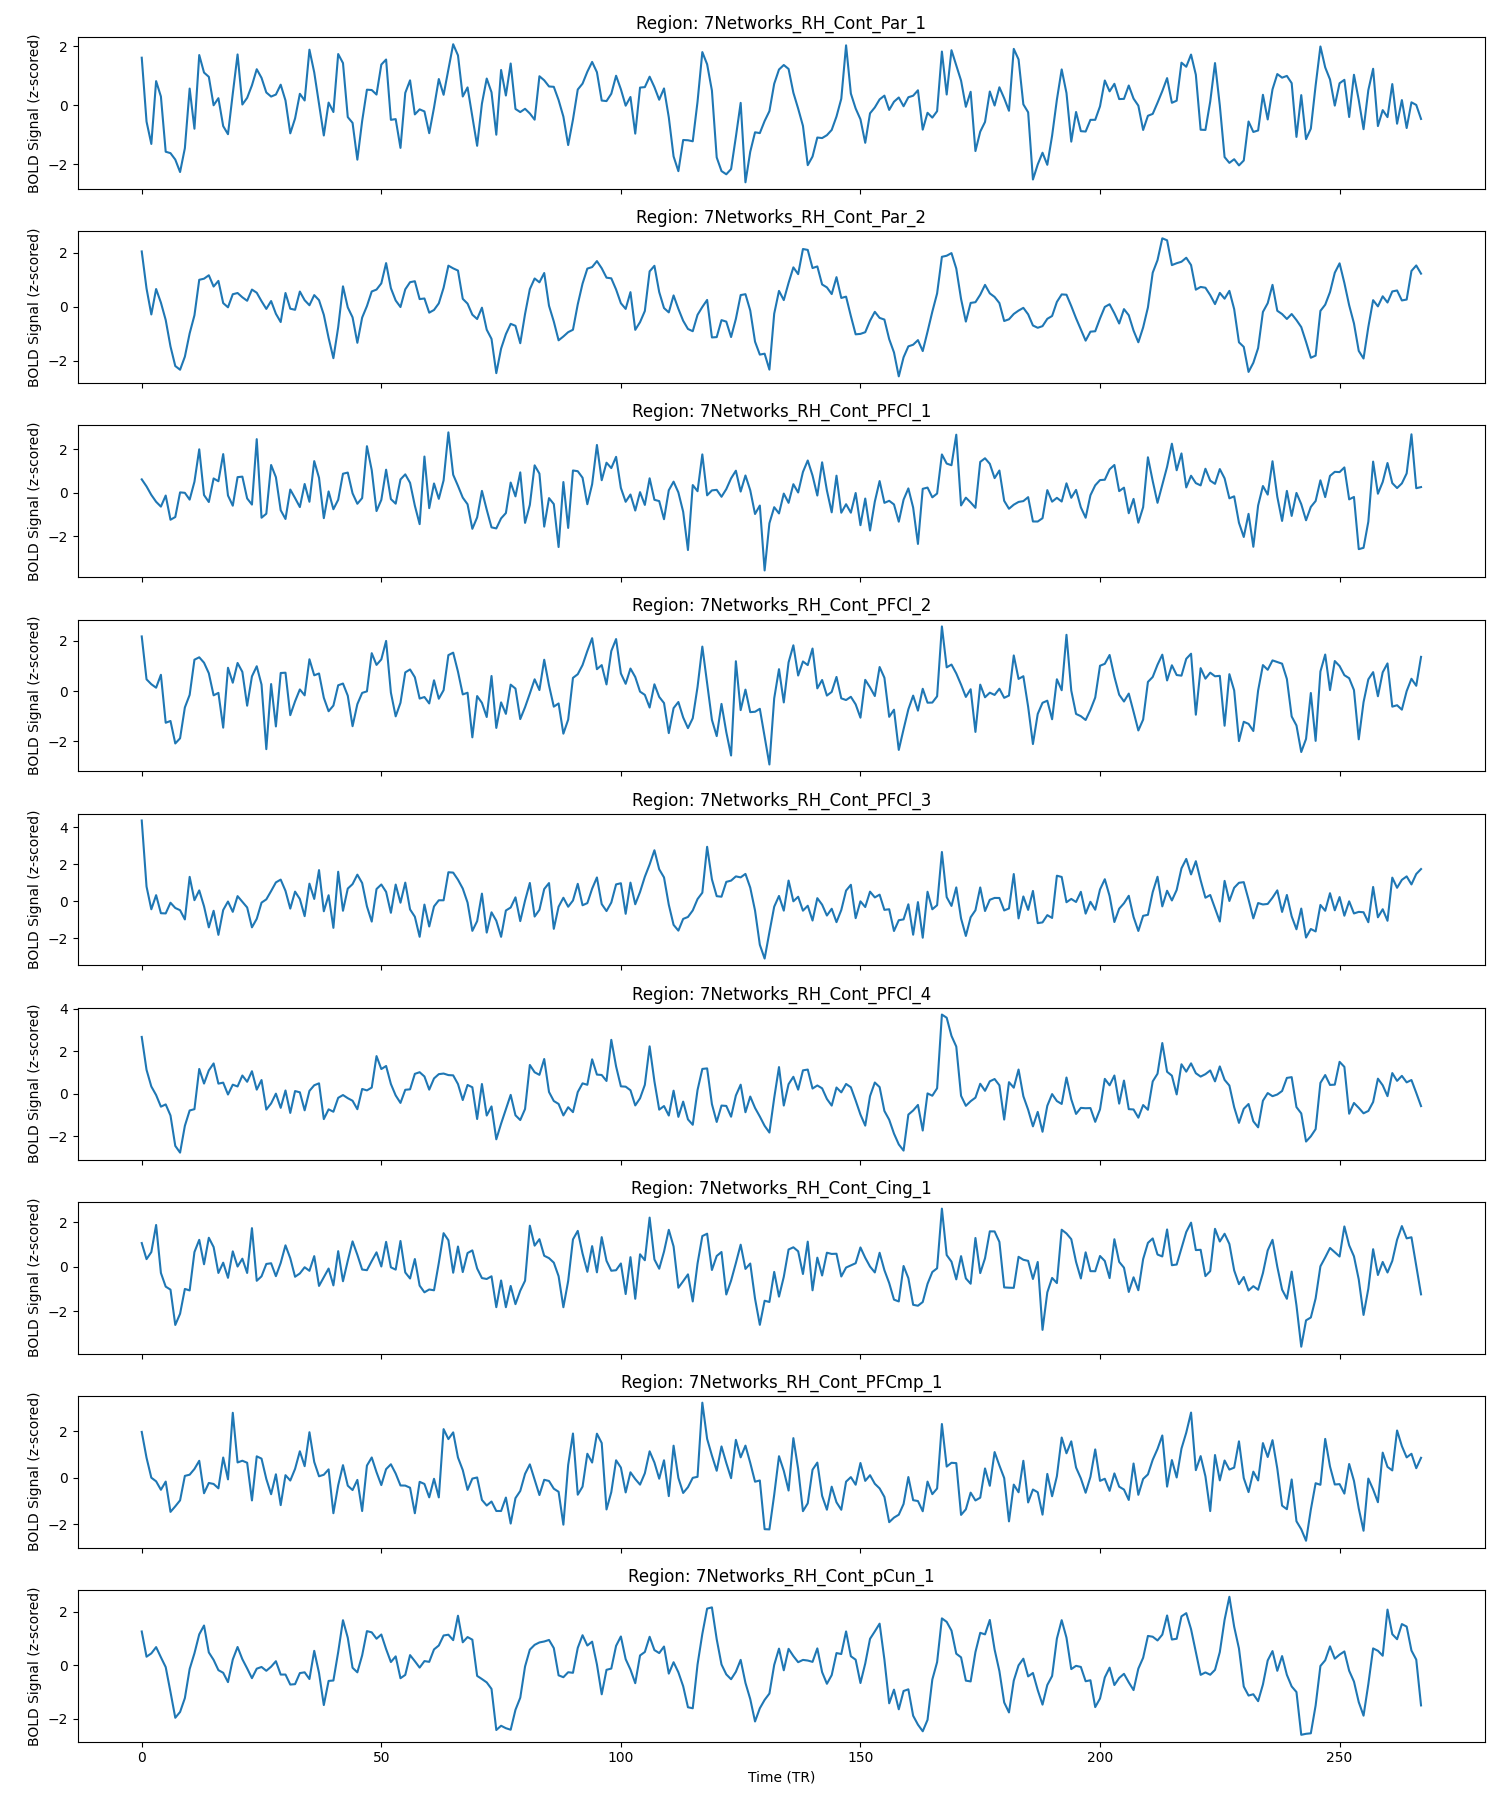 Region: 7Networks_RH_Cont_Par_1
BOLD Signal (z-scored)
2
0
−2
Region: 7Networks_RH_Cont_Par_2
BOLD Signal (z-scored)
2
0
−2
Region: 7Networks_RH_Cont_PFCl_1
BOLD Signal (z-scored)
2
0
−2
Region: 7Networks_RH_Cont_PFCl_2
BOLD Signal (z-scored)
2
0
−2
Region: 7Networks_RH_Cont_PFCl_3
BOLD Signal (z-scored)
4
2
0
−2
Region: 7Networks_RH_Cont_PFCl_4
BOLD Signal (z-scored)
4
2
0
−2
Region: 7Networks_RH_Cont_Cing_1
BOLD Signal (z-scored)
2
0
−2
Region: 7Networks_RH_Cont_PFCmp_1
BOLD Signal (z-scored)
2
0
−2
Region: 7Networks_RH_Cont_pCun_1
BOLD Signal (z-scored)
2
0
−2
0 50 100 150 200 250
Time (TR)